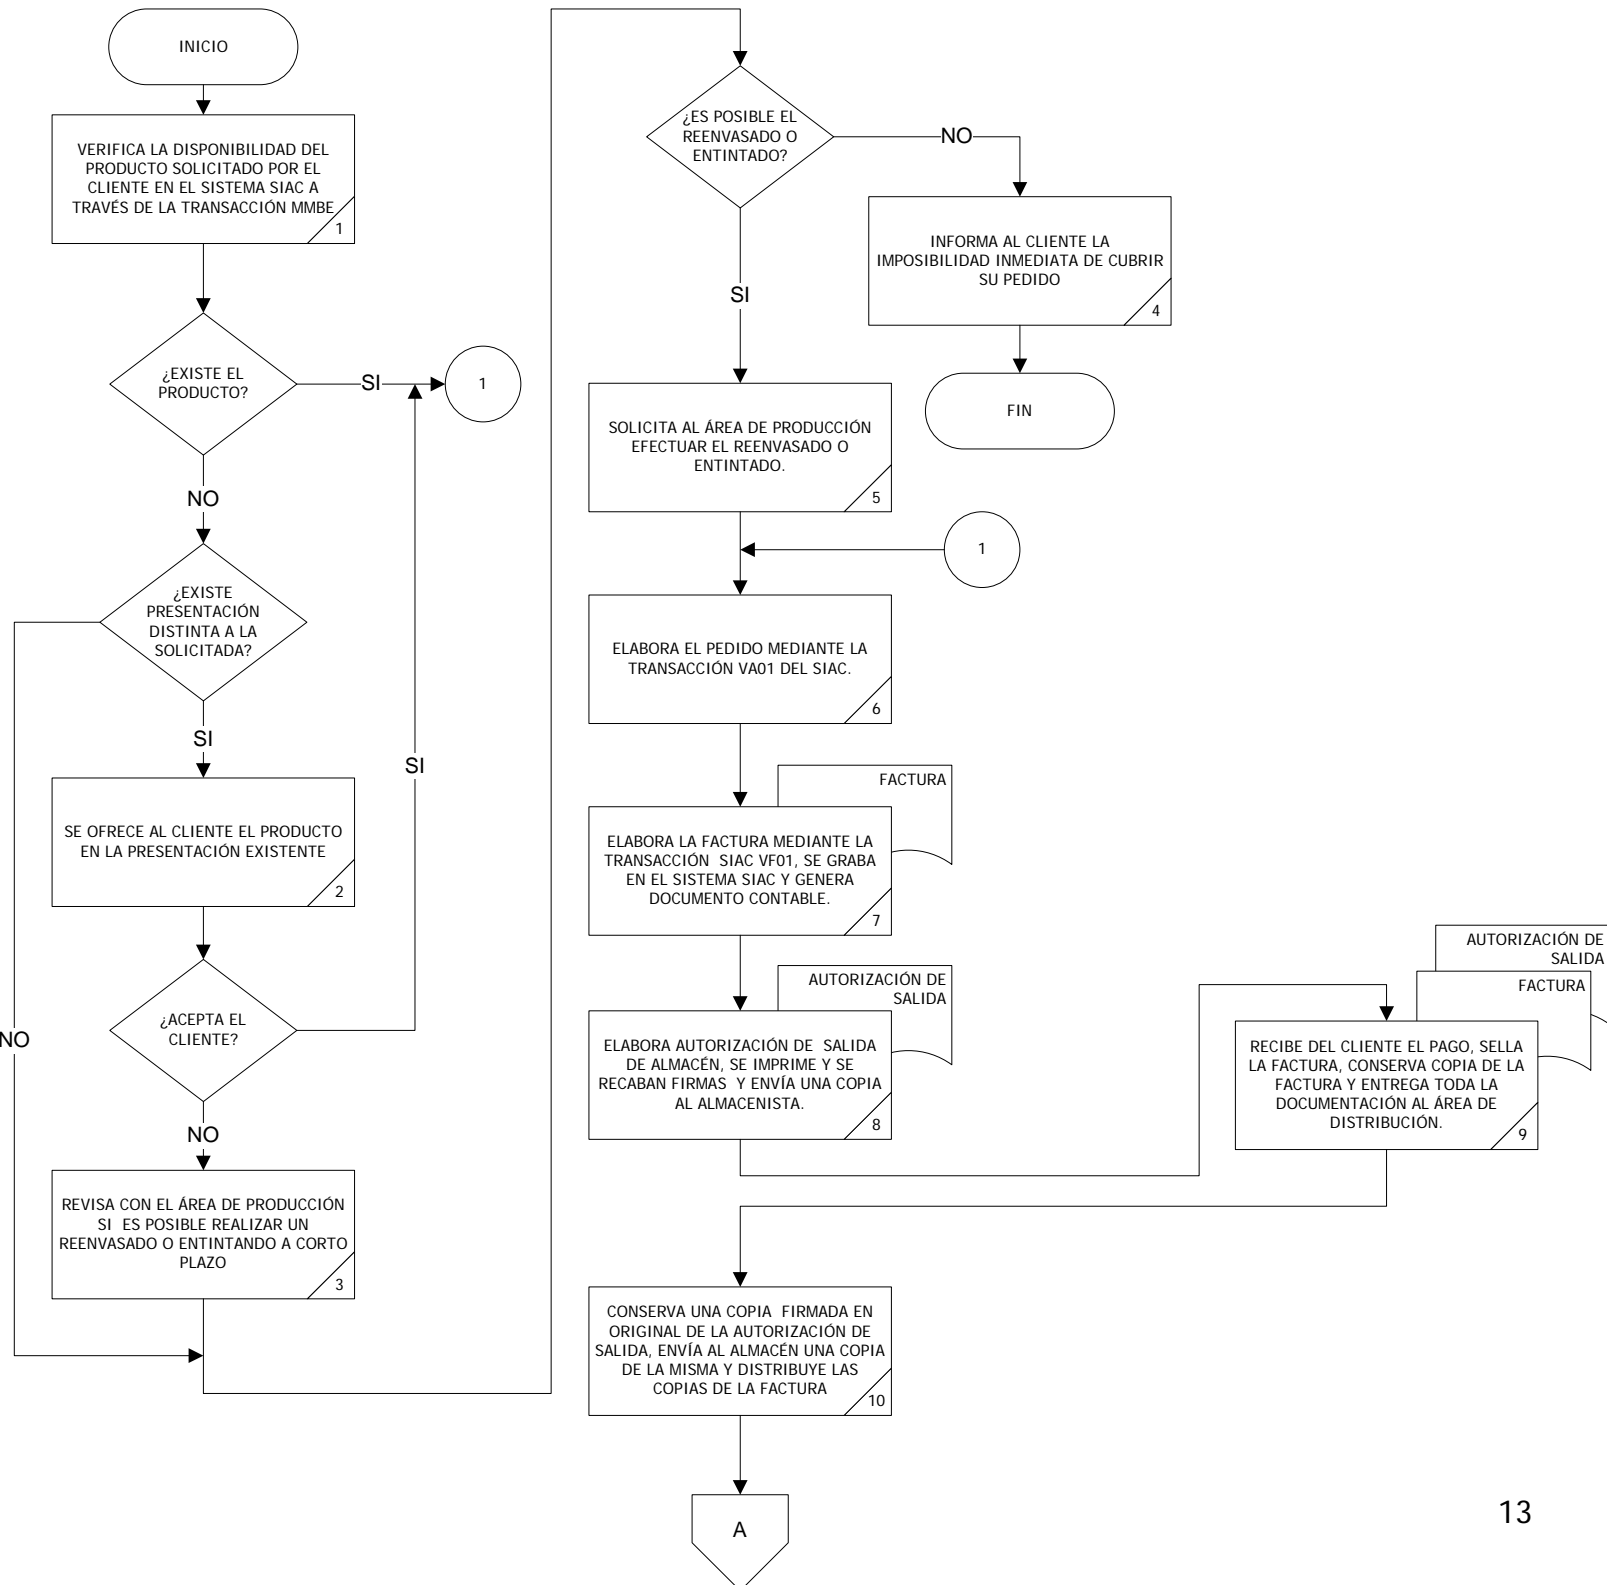 INICIO
VERIFICA LA DISPONIBILIDAD DEL
PRODUCTO SOLICITADO POR EL
CLIENTE EN EL SISTEMA SIAC A
TRAVÉS DE LA TRANSACCIÓN MMBE
1
¿EXISTE EL
PRODUCTO?
SI
1
NO
¿EXISTE
PRESENTACIÓN
DISTINTA A LA
SOLICITADA?
SI
SI
SE OFRECE AL CLIENTE EL PRODUCTO
EN LA PRESENTACIÓN EXISTENTE
2
¿ACEPTA EL
CLIENTE?
NO
NO
REVISA CON EL ÁREA DE PRODUCCIÓN
SI ES POSIBLE REALIZAR UN
REENVASADO O ENTINTANDO A CORTO
PLAZO
3
¿ES POSIBLE EL
REENVASADO O
ENTINTADO?
NO
INFORMA AL CLIENTE LA
IMPOSIBILIDAD INMEDIATA DE CUBRIR
SU PEDIDO
4
FIN
SI
SOLICITA AL ÁREA DE PRODUCCIÓN
EFECTUAR EL REENVASADO O
ENTINTADO.
5
1
ELABORA EL PEDIDO MEDIANTE LA
TRANSACCIÓN VA01 DEL SIAC.
6
FACTURA
ELABORA LA FACTURA MEDIANTE LA
TRANSACCIÓN SIAC VF01, SE GRABA
EN EL SISTEMA SIAC Y GENERA
DOCUMENTO CONTABLE.
7
AUTORIZACIÓN DE
SALIDA
ELABORA AUTORIZACIÓN DE SALIDA
DE ALMACÉN, SE IMPRIME Y SE
RECABAN FIRMAS Y ENVÍA UNA COPIA
AL ALMACENISTA.
8
AUTORIZACIÓN DE
SALIDA
FACTURA
RECIBE DEL CLIENTE EL PAGO, SELLA
LA FACTURA, CONSERVA COPIA DE LA
FACTURA Y ENTREGA TODA LA
DOCUMENTACIÓN AL ÁREA DE
DISTRIBUCIÓN.
9
CONSERVA UNA COPIA FIRMADA EN
ORIGINAL DE LA AUTORIZACIÓN DE
SALIDA, ENVÍA AL ALMACÉN UNA COPIA
DE LA MISMA Y DISTRIBUYE LAS
COPIAS DE LA FACTURA
10
A
13